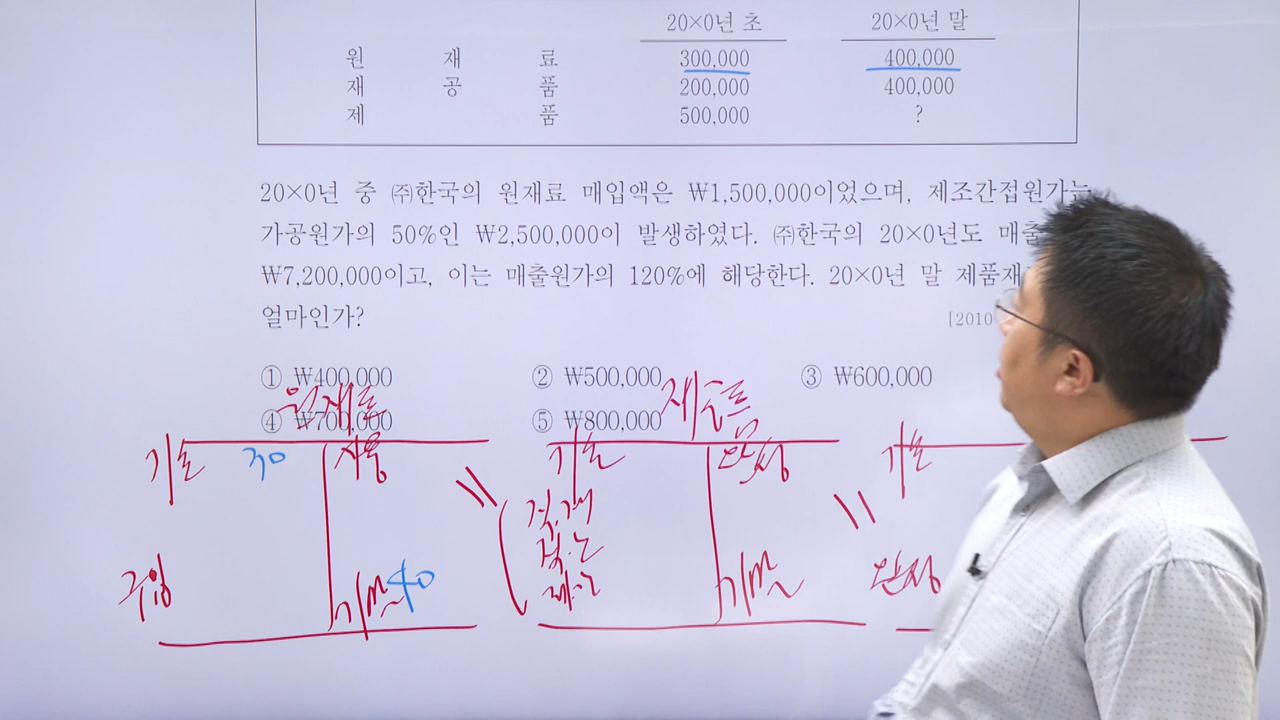 20×0년 초 20×0년 말
원 재 료 300,000 400,000
재 공 품 200,000 400,000
제 품 500,000 ?
20×0년 중 ㈜한국의 원재료 매입액은 ₩1,500,000이었으며, 제조간접원가는
가공원가의 50%인 ₩2,500,000이 발생하였다. ㈜한국의 20×0년도 매출
₩7,200,000이고, 이는 매출원가의 120%에 해당한다. 20×0년 말 제품재
얼마인가?
[2010
① ₩400,000 ② ₩500,000 ③ ₩600,000
④ ₩700,000 ⑤ ₩800,000
원재료 재공품
기초 30 사용 기초 완성 기초
=
직.재
=
직.노
제.간
구입 기말 40 기말 완성